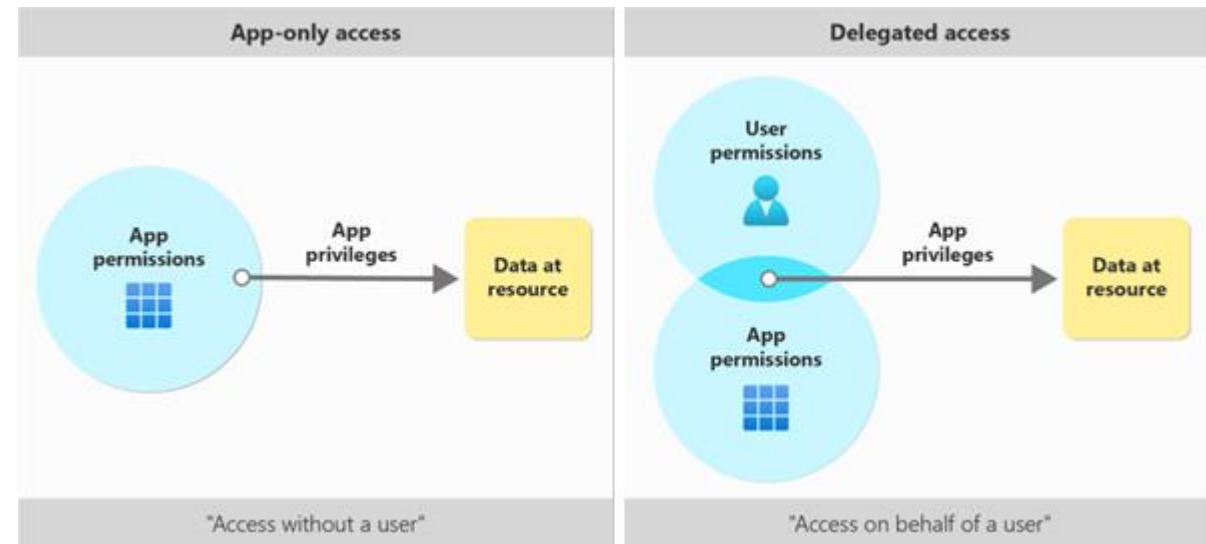 App-only access
App
permissions
App
privileges
Data at
resource
"Access without a user"
Delegated access
User
permissions
App
privileges
Data at
resource
App
permissions
"Access on behalf of a user"